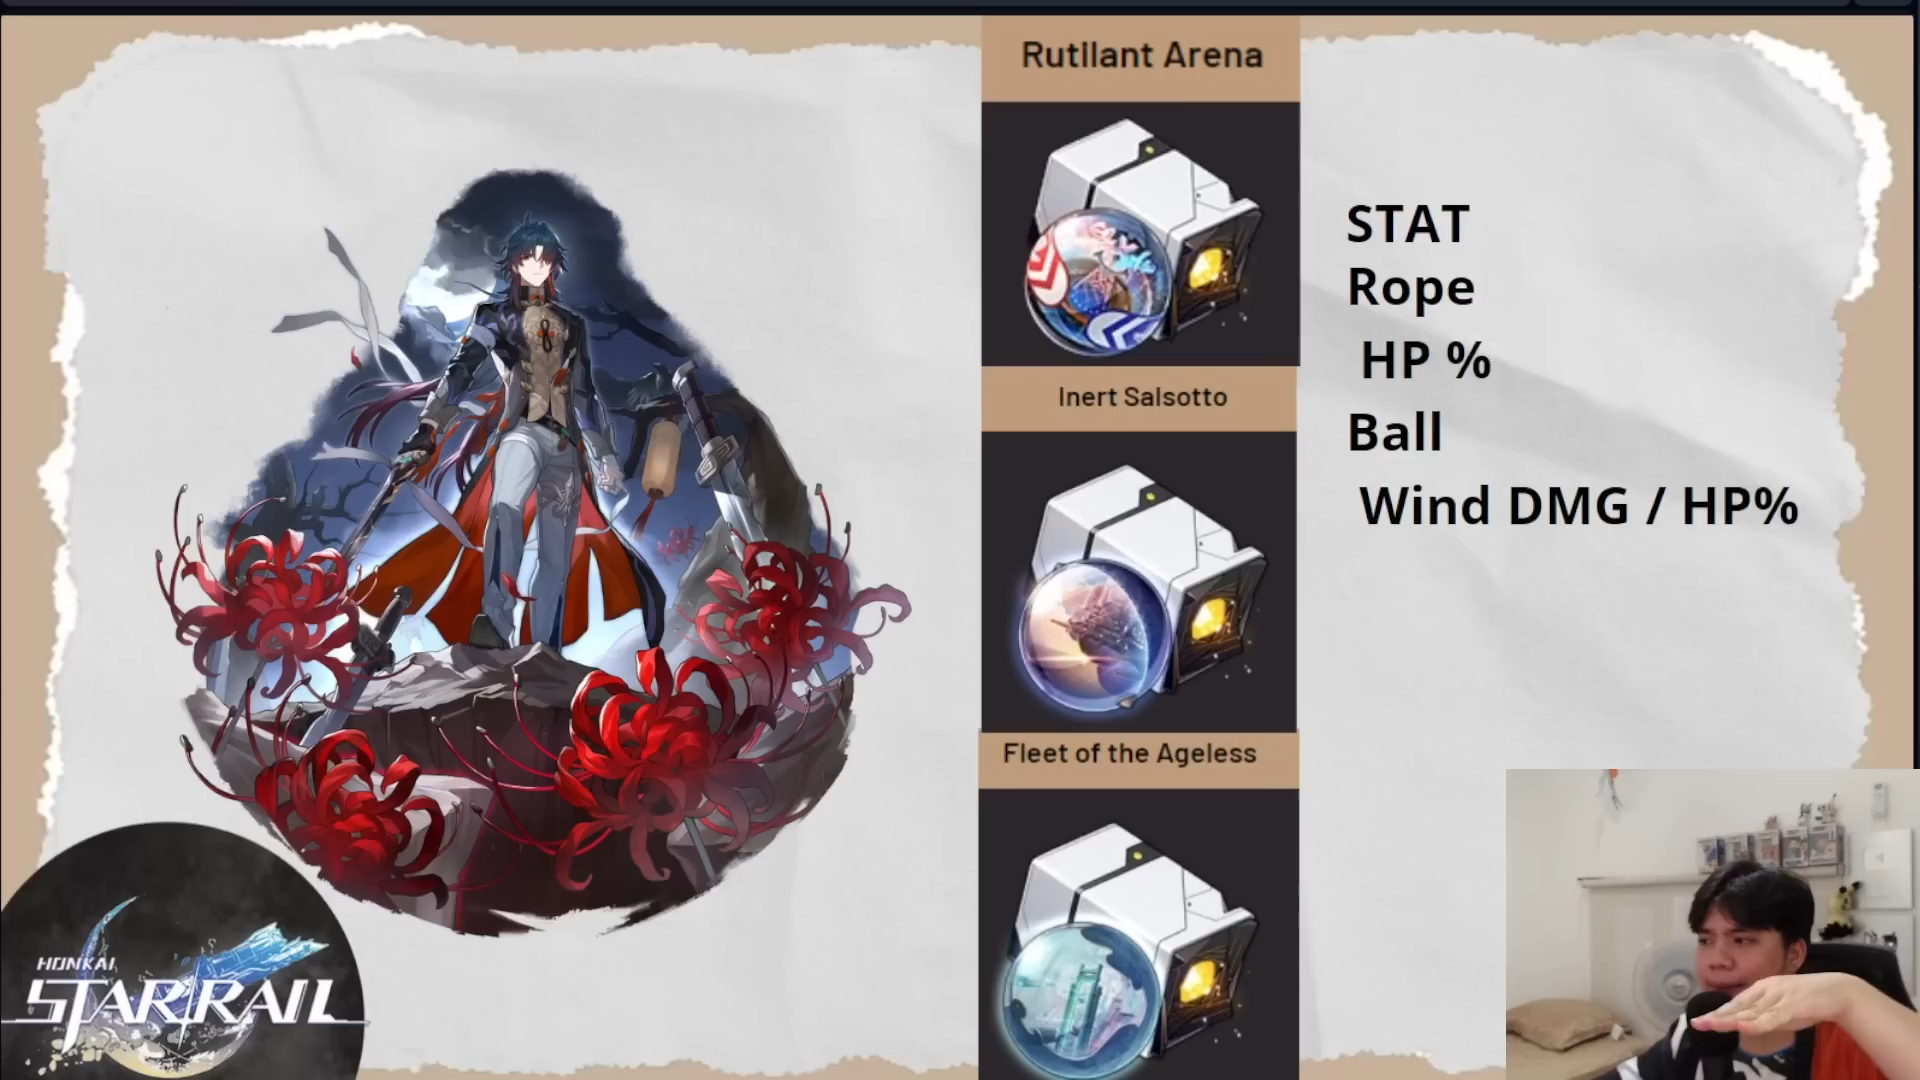 Rutilant Arena
Inert Salsotto
Fleet of the Ageless
STAT
Rope
HP %
Ball
Wind DMG / HP%
HONKAI
STAR RAIL